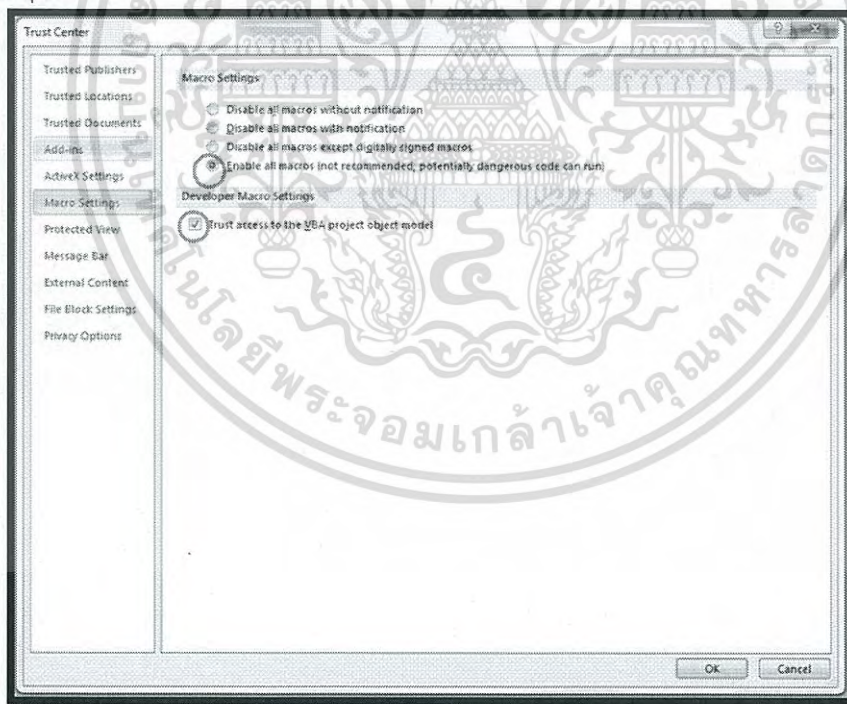 Trust Center
Trusted Publishers
Trusted Locations
Trusted Documents
Add-ins
ActiveX Settings
Macro Settings
Protected View
Message Bar
External Content
File Block Settings
Privacy Options
Macro Settings
Disable all macros without notification
Disable all macros with notification
Disable all macros except digitally signed macros
Enable all macros (not recommended; potentially dangerous code can run)
Developer Macro Settings
Trust access to the VBA project object model
OK Cancel